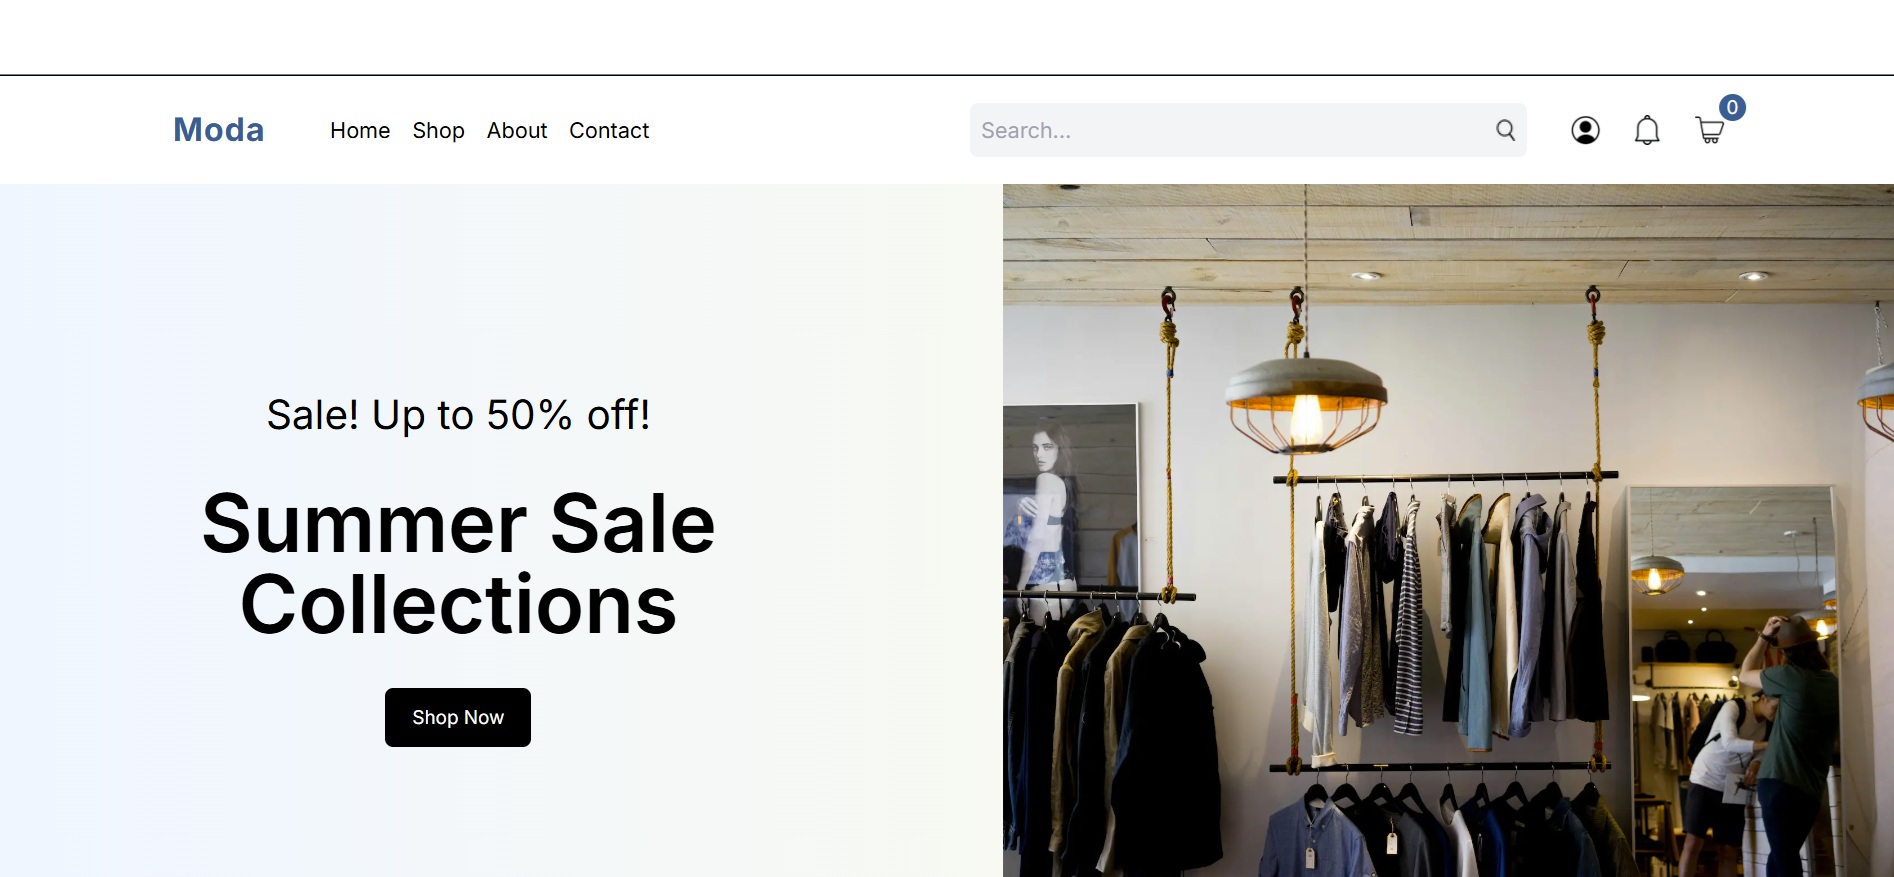 Moda
Home Shop About Contact
Search...
0
Sale! Up to 50% off!
Summer Sale
Collections
Shop Now